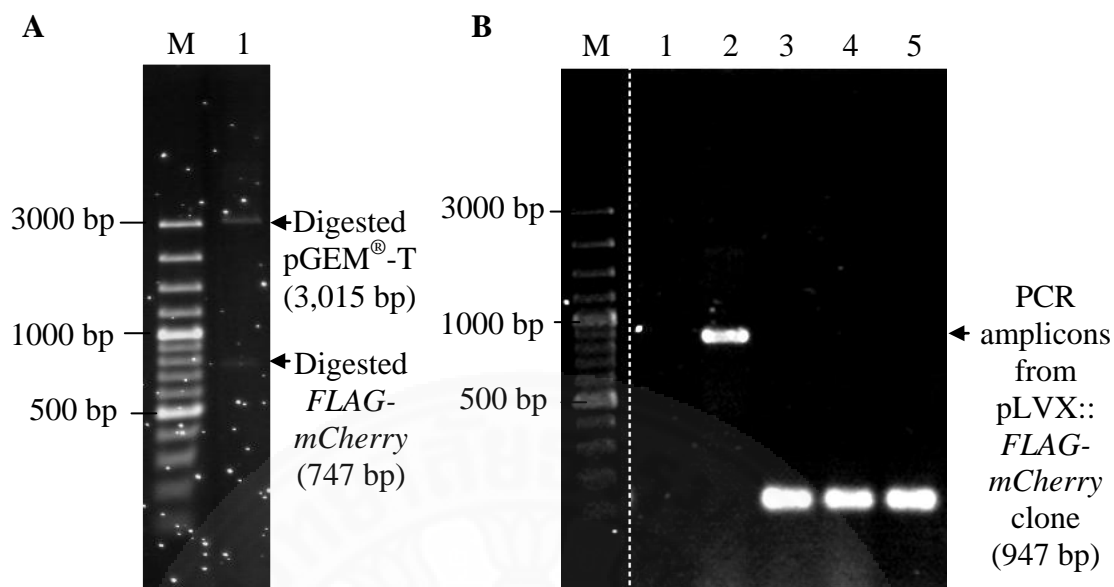 A
M 1
3000 bp
1000 bp
500 bp
Digested
pGEM®-T
(3,015 bp)
Digested
FLAG-
mCherry
(747 bp)
B
M 1 2 3 4 5
3000 bp
1000 bp
500 bp
PCR
amplicons
from
pLVX::
FLAG-
mCherry
clone
(947 bp)